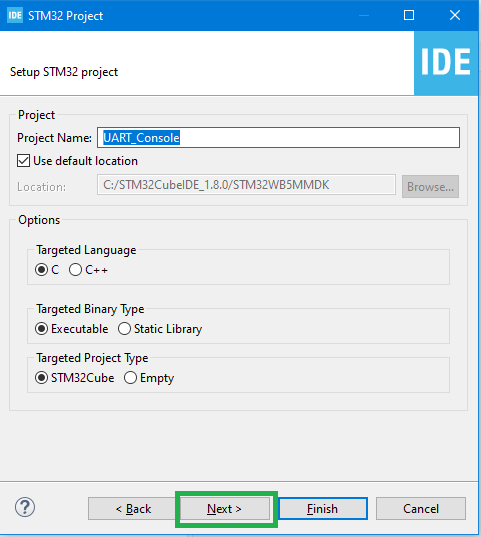 IDE STM32 Project
Setup STM32 project
IDE
Project
Project Name: UART_Console
Use default location
Location: C:/STM32CubeIDE_1.8.0/STM32WB5MMDK Browse...
Options
Targeted Language
C C++
Targeted Binary Type
Executable Static Library
Targeted Project Type
STM32Cube Empty
? < Back Next > Finish Cancel